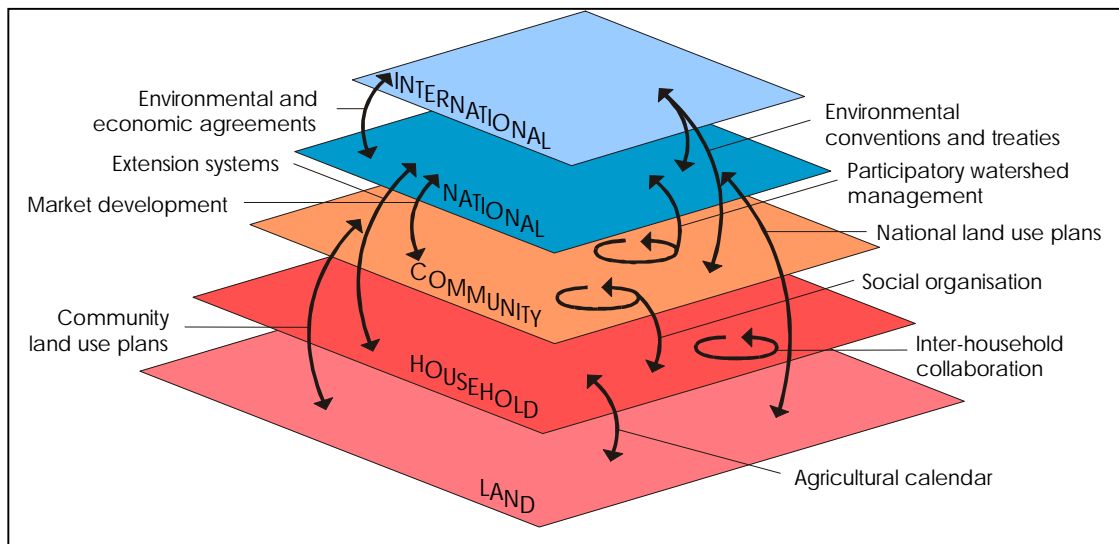 INTERNATIONAL
Environmental and
economic agreements
Environmental
conventions and treaties
Extension systems
Participatory watershed
management
Market development
NATIONAL
National land use plans
COMMUNITY
Social organisation
Community
land use plans
Inter-household
collaboration
HOUSEHOLD
Agricultural calendar
LAND